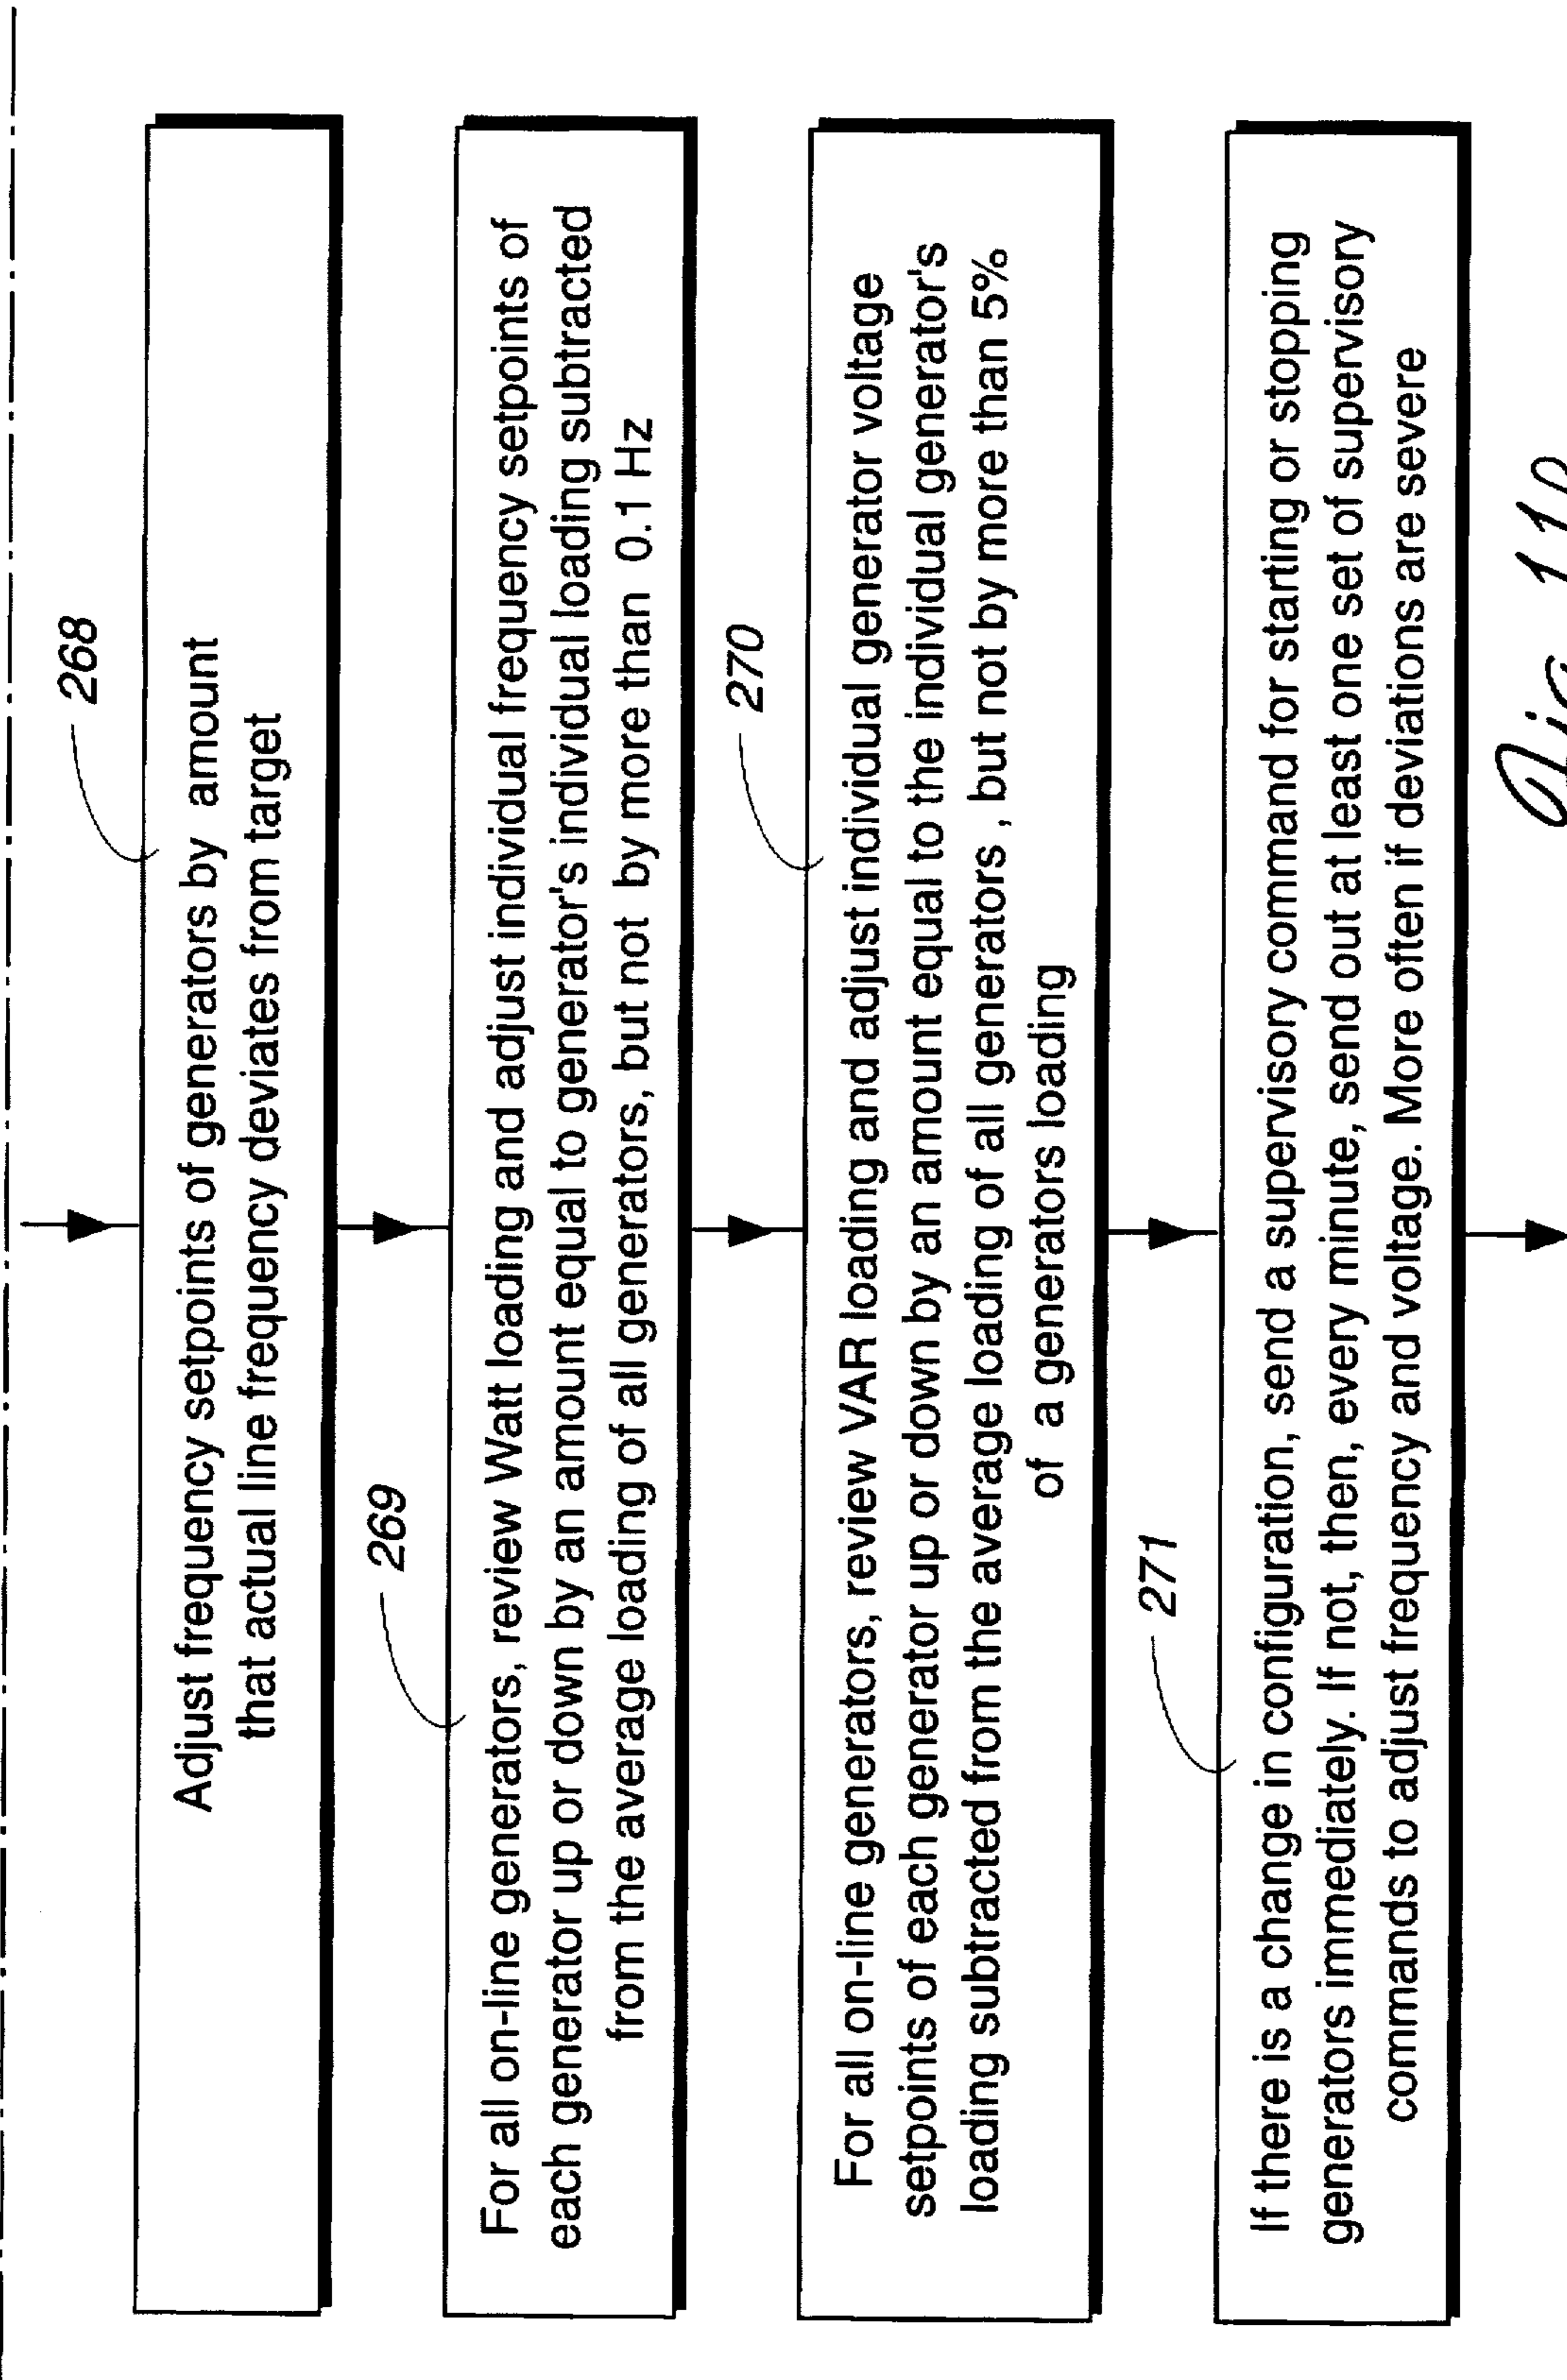 268
Adjust frequency setpoints of generators by amount
that actual line frequency deviates from target
269
For all on-line generators, review Watt loading and adjust individual frequency setpoints of
each generator up or down by an amount equal to generator's individual loading subtracted
from the average loading of all generators, but not by more than 0.1 Hz
270
For all on-line generators, review VAR loading and adjust individual generator voltage
setpoints of each generator up or down by an amount equal to the individual generator's
loading subtracted from the average loading of all generators , but not by more than 5%
of a generators loading
271
If there is a change in configuration, send a supervisory command for starting or stopping
generators immediately. If not, then, every minute, send out at least one set of supervisory
commands to adjust frequency and voltage. More often if deviations are severe